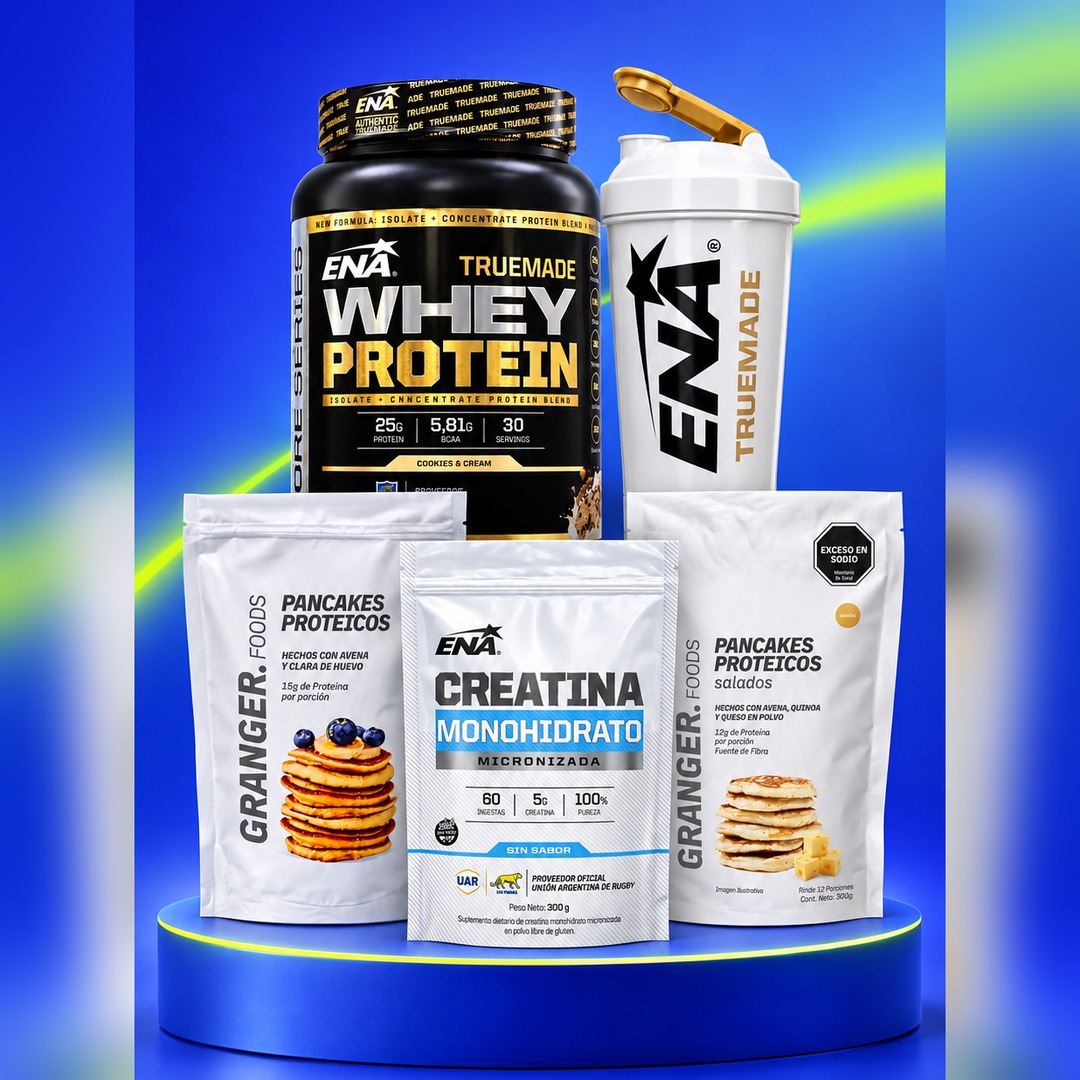 ENA
AUTHENTIC
TRUEMADE
TRUEMADE TRUEMADE TRUEMADE
NEW FORMULA: ISOLATE + CONCENTRATE PROTEIN BLEND
ORE SERIES
ENA®
TRUEMADE
WHEY
PROTEIN
ISOLATE + CNNCENTRATE PROTEIN BLEND
25G
PROTEIN
5,81G
BCAA
30
SERVINGS
COOKIES & CREAM
ENA®
TRUEMADE
GRANGER. FOODS
PANCAKES
PROTEICOS
HECHOS CON AVENA
Y CLARA DE HUEVO
15g de Proteína
por porción
ENA®
CREATINA
MONOHIDRATO
MICRONIZADA
60
INGESTAS
5G
CREATINA
100%
PUREZA
SIN SABOR
UAR
LOS PUMAS
PROVEEDOR OFICIAL
UNIÓN ARGENTINA DE RUGBY
Peso Neto: 300 g
Suplemento dietario de creatina monohidrato micronizada
en polvo libre de gluten.
EXCESO EN
SODIO
GRANGER. FOODS
PANCAKES
PROTEICOS
salados
HECHOS CON AVENA, QUINOA
Y QUESO EN POLVO
12g de Proteína
por porción
Fuente de Fibra
Imagen Ilustrativa
Rinde 12 Porciones
Cont. Neto: 300g